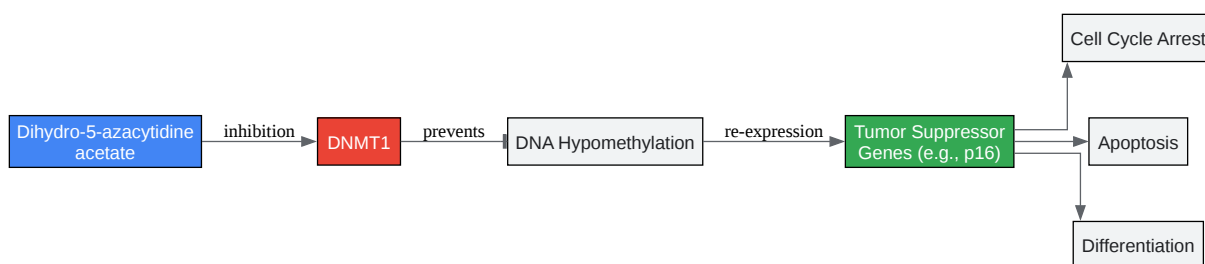 Cell Cycle Arrest
Dihydro-5-azacytidine
acetate
inhibition
DNMT1
prevents
DNA Hypomethylation
re-expression
Tumor Suppressor
Genes (e.g., p16)
Apoptosis
Differentiation